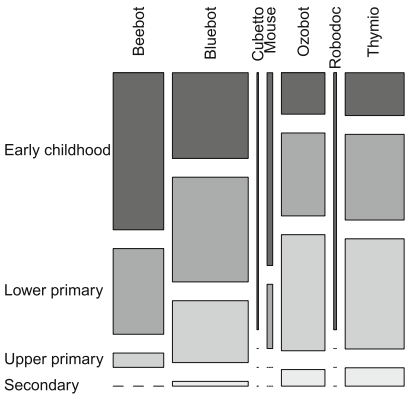 Beebot
Bluebot
Cubetto
Mouse
Ozobot
Robodoc
Thymio
Early childhood
Lower primary
Upper primary
Secondary